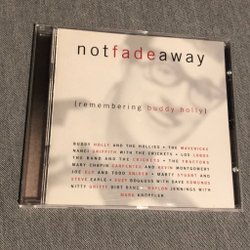 notfadeaway
[remembering buddy holly]
BUDDY HOLLY AND THE HOLLIES • THE MAVERICKS
NANCI GRIFFITH WITH THE CRICKETS • LOS LOBOS
THE BAND AND THE CRICKETS • THE TRACTORS
MARY CHAPIN CARPENTER AND KEVIN MONTGOMERY
JOE ELY AND TODD SNIDER • MARTY STUART AND
STEVE EARLE • SUZY BOGGUSS WITH DAVE EDMUNDS
NITTY GRITTY DIRT BAND • WAYLON JENNINGS WITH
MARK KNOPFLER